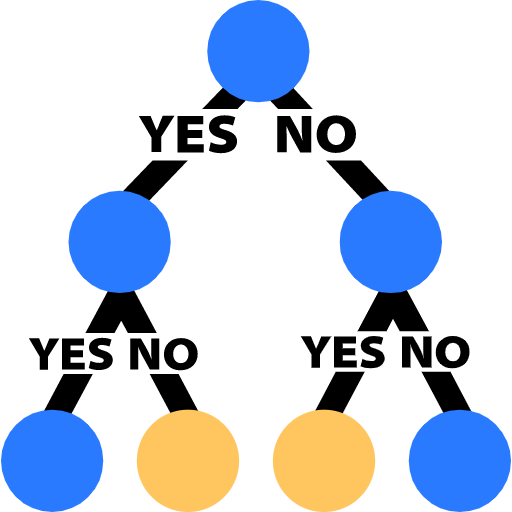 YES NO
YES NO YES NO